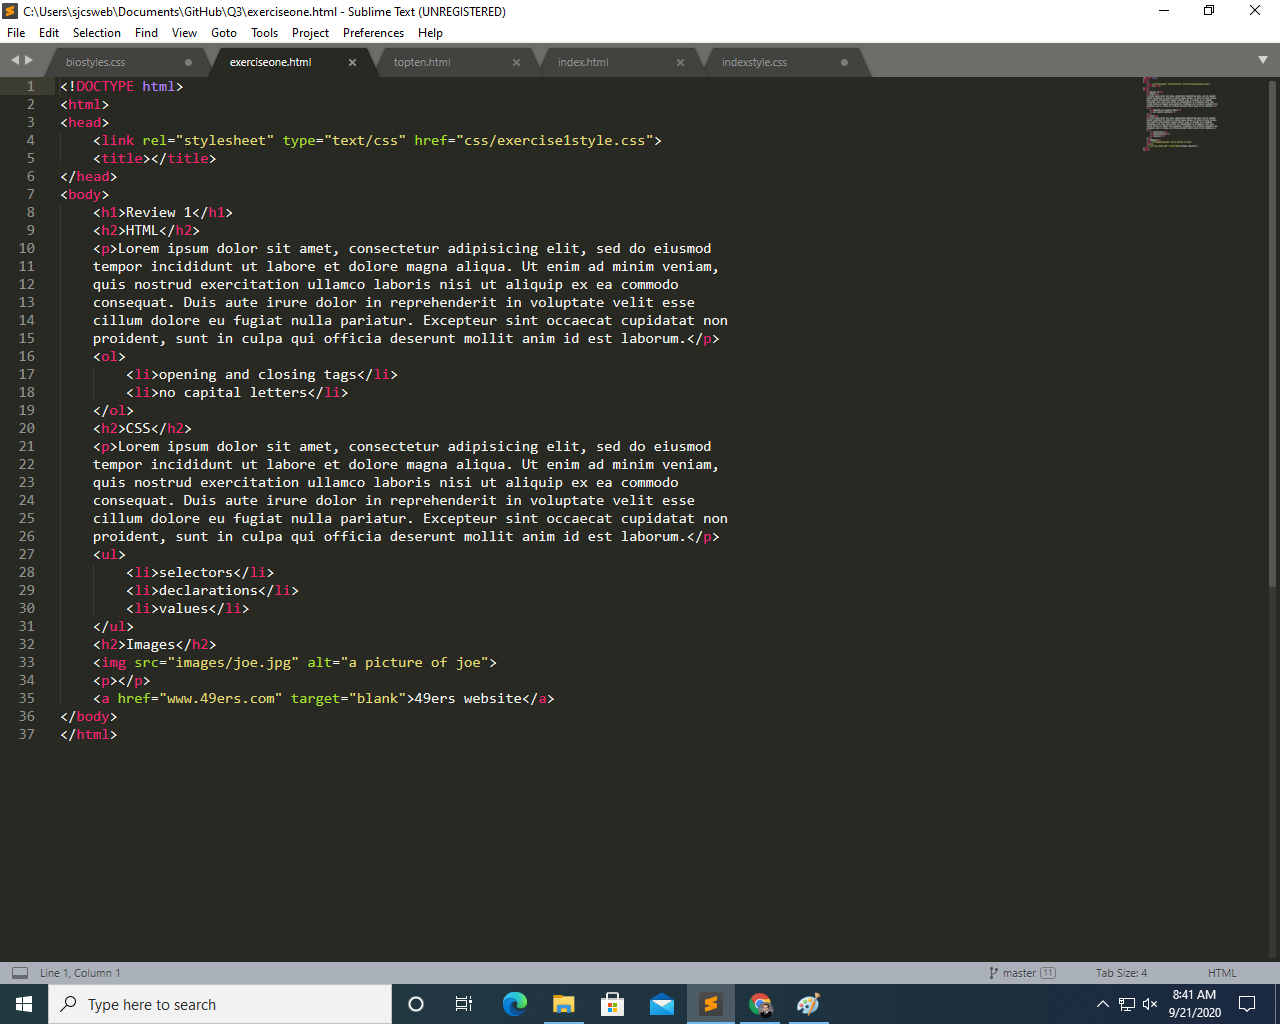 C:\Users\sjcsweb\Documents\GitHub\Q3\exerciseone.html - Sublime Text (UNREGISTERED)
File Edit Selection Find View Goto Tools Project Preferences Help
biostyles.css exerciseone.html topten.html index.html indexstyle.css
1 <!DOCTYPE html>
2 <html>
3 <head>
4 <link rel="stylesheet" type="text/css" href="css/exercise1style.css">
5 <title></title>
6 </head>
7 <body>
8 <h1>Review 1</h1>
9 <h2>HTML</h2>
10 <p>Lorem ipsum dolor sit amet, consectetur adipisicing elit, sed do eiusmod
11 tempor incididunt ut labore et dolore magna aliqua. Ut enim ad minim veniam,
12 quis nostrud exercitation ullamco laboris nisi ut aliquip ex ea commodo
13 consequat. Duis aute irure dolor in reprehenderit in voluptate velit esse
14 cillum dolore eu fugiat nulla pariatur. Excepteur sint occaecat cupidatat non
15 proident, sunt in culpa qui officia deserunt mollit anim id est laborum.</p>
16 <ol>
17 <li>opening and closing tags</li>
18 <li>no capital letters</li>
19 </ol>
20 <h2>CSS</h2>
21 <p>Lorem ipsum dolor sit amet, consectetur adipisicing elit, sed do eiusmod
22 tempor incididunt ut labore et dolore magna aliqua. Ut enim ad minim veniam,
23 quis nostrud exercitation ullamco laboris nisi ut aliquip ex ea commodo
24 consequat. Duis aute irure dolor in reprehenderit in voluptate velit esse
25 cillum dolore eu fugiat nulla pariatur. Excepteur sint occaecat cupidatat non
26 proident, sunt in culpa qui officia deserunt mollit anim id est laborum.</p>
27 <ul>
28 <li>selectors</li>
29 <li>declarations</li>
30 <li>values</li>
31 </ul>
32 <h2>Images</h2>
33 <img src="images/joe.jpg" alt="a picture of joe">
34 <p></p>
35 <a href="www.49ers.com" target="blank">49ers website</a>
36 </body>
37 </html>
Line 1, Column 1 master 11 Tab Size: 4 HTML
Type here to search
8:41 AM
9/21/2020